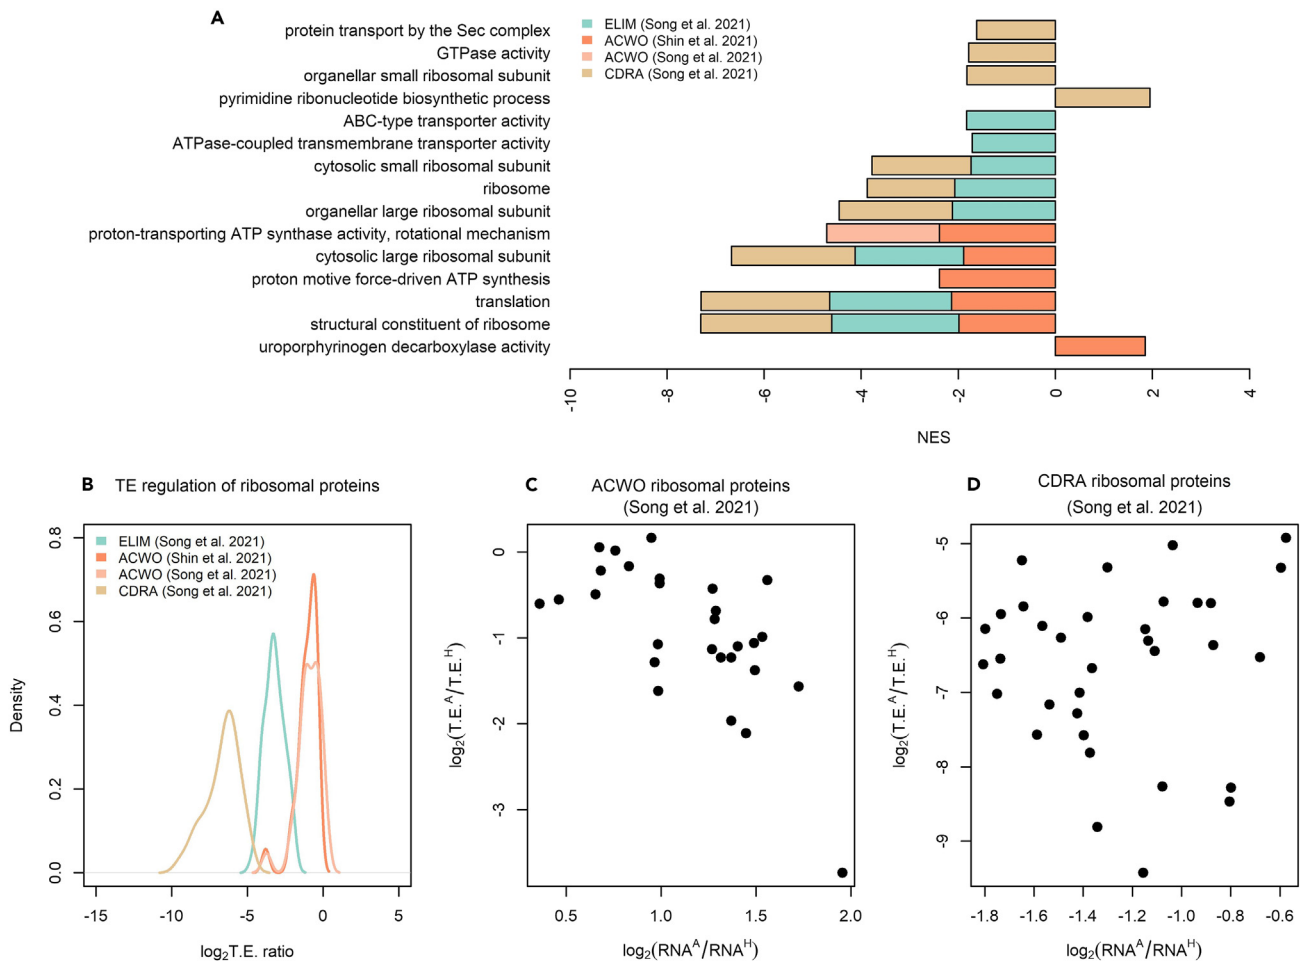 A
ELIM (Song et al. 2021)
ACWO (Shin et al. 2021)
ACWO (Song et al. 2021)
CDRA (Song et al. 2021)
protein transport by the Sec complex
GTPase activity
organellar small ribosomal subunit
pyrimidine ribonucleotide biosynthetic process
ABC-type transporter activity
ATPase-coupled transmembrane transporter activity
cytosolic small ribosomal subunit
ribosome
organellar large ribosomal subunit
proton-transporting ATP synthase activity, rotational mechanism
cytosolic large ribosomal subunit
proton motive force-driven ATP synthesis
translation
structural constituent of ribosome
uroporphyrinogen decarboxylase activity
-10 -8 -6 -4 -2 0 2 4
NES
B TE regulation of ribosomal proteins
ELIM (Song et al. 2021)
ACWO (Shin et al. 2021)
ACWO (Song et al. 2021)
CDRA (Song et al. 2021)
Density
0.8
0.6
0.4
0.2
0.0
-15 -10 -5 0 5
log₂T.E. ratio
C ACWO ribosomal proteins
(Song et al. 2021)
log₂(T.E.ᴬ/T.E.ᴴ)
0
-1
-2
-3
0.5 1.0 1.5 2.0
log₂(RNAᴬ/RNAᴴ)
D CDRA ribosomal proteins
(Song et al. 2021)
log₂(T.E.ᴬ/T.E.ᴴ)
-5
-6
-7
-8
-9
-1.8 -1.6 -1.4 -1.2 -1.0 -0.8 -0.6
log₂(RNAᴬ/RNAᴴ)